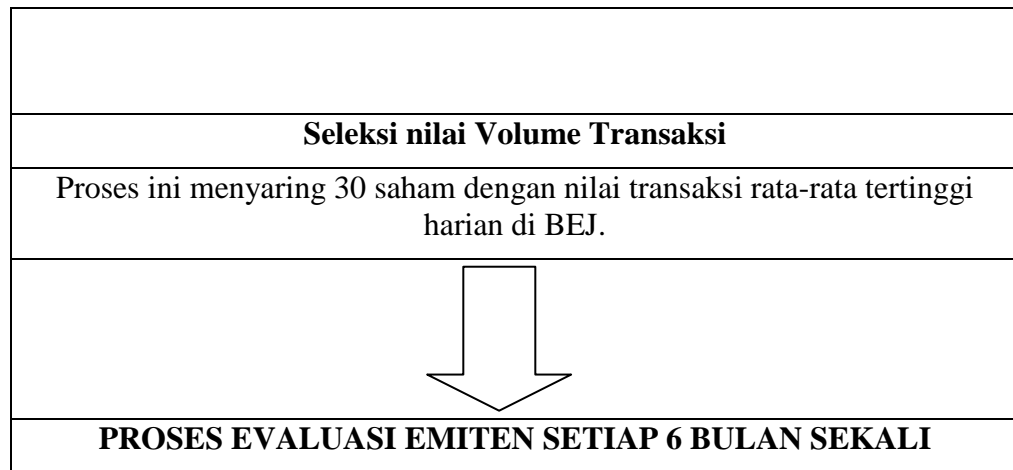 Seleksi nilai Volume Transaksi
Proses ini menyaring 30 saham dengan nilai transaksi rata-rata tertinggi
harian di BEJ.
PROSES EVALUASI EMITEN SETIAP 6 BULAN SEKALI